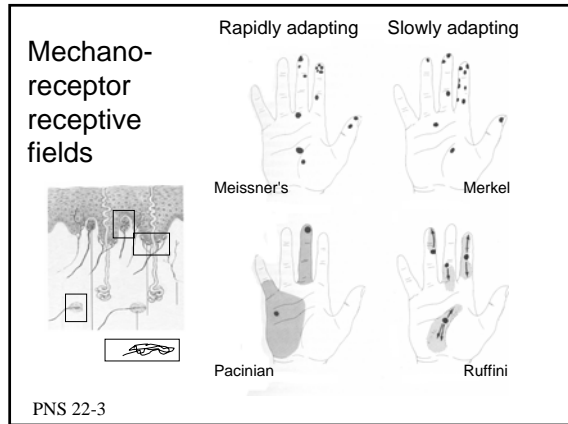 Mechano-
receptor
receptive
fields
Rapidly adapting
Slowly adapting
Meissner's
Merkel
Pacinian
Ruffini
PNS 22-3